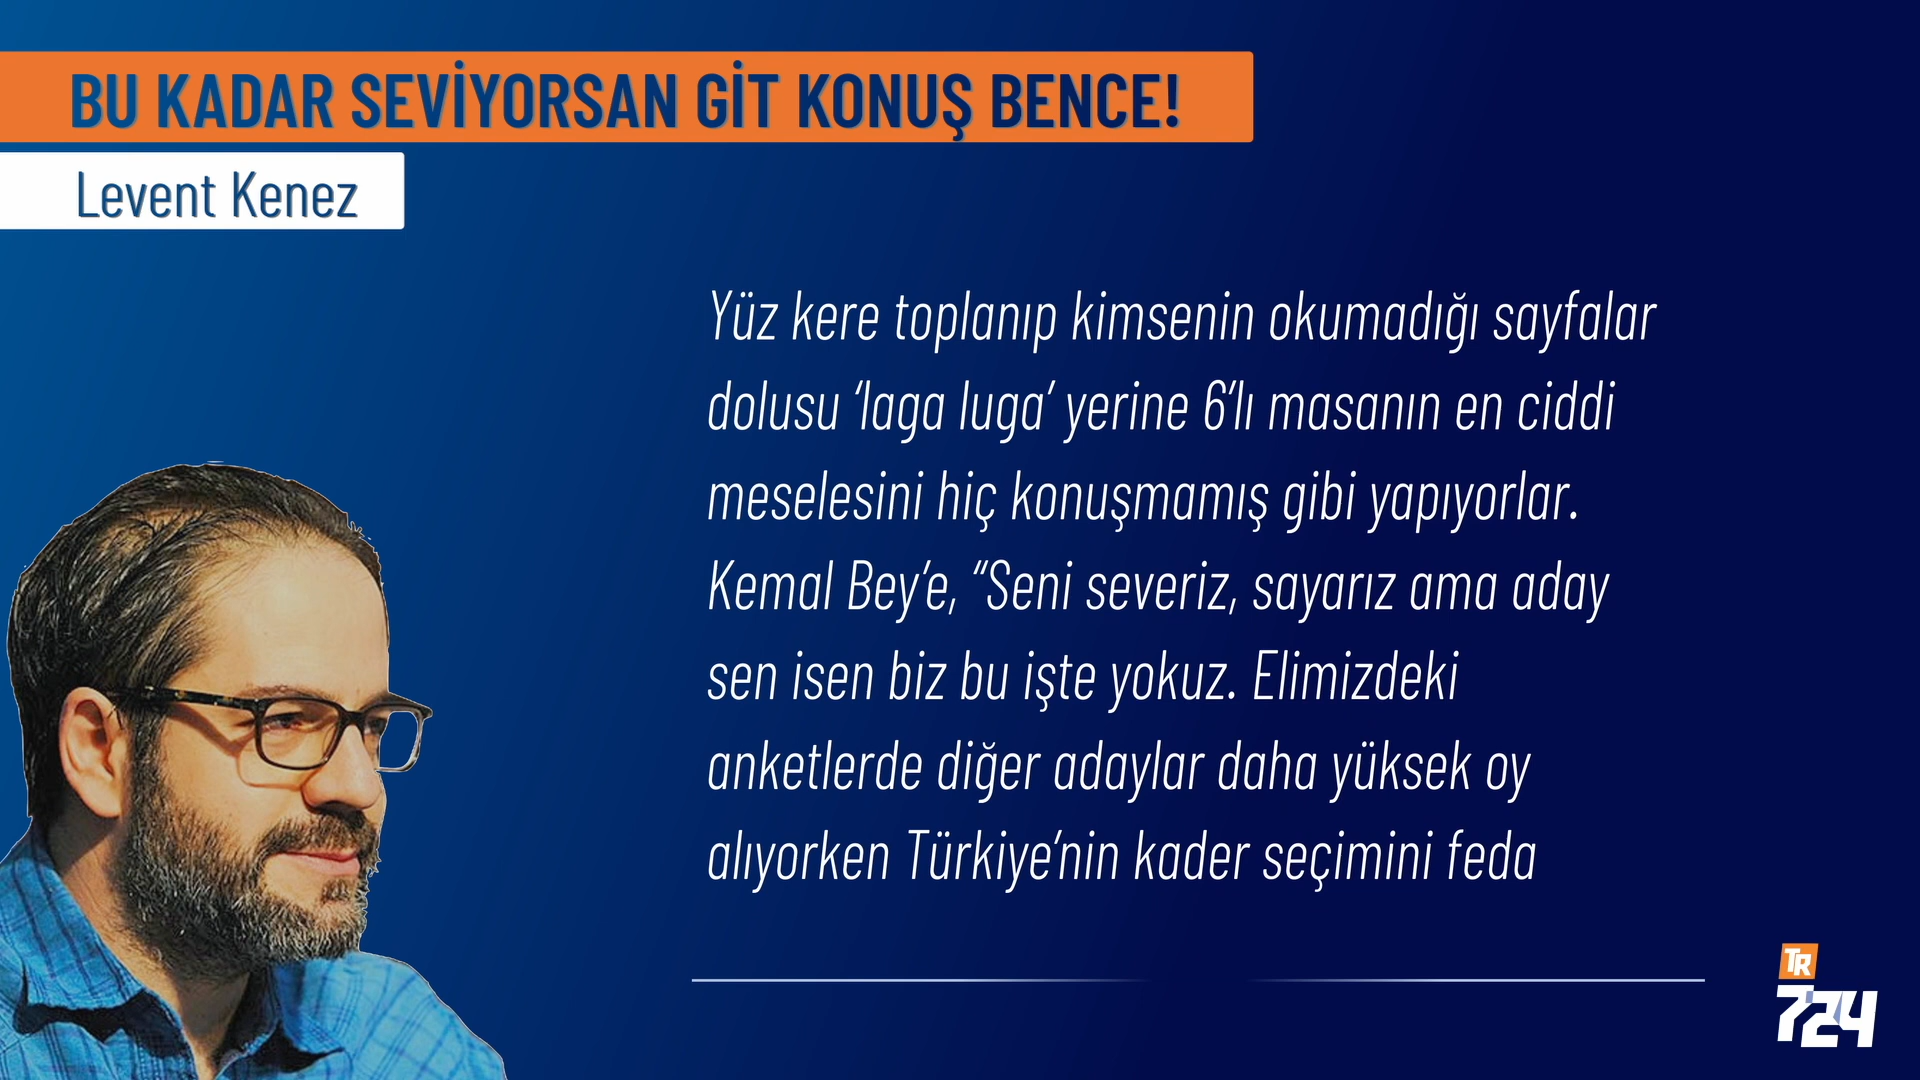 BU KADAR SEVİYORSAN GİT KONUŞ BENCE!
Levent Kenez
Yüz kere toplanıp kimsenin okumadığı sayfalar
dolusu ‘laga luga’ yerine 6’lı masanın en ciddi
meselesini hiç konuşmamış gibi yapıyorlar.
Kemal Bey’e, “Seni severiz, sayarız ama aday
sen isen biz bu işte yokuz. Elimizdeki
anketlerde diğer adaylar daha yüksek oy
alıyorken Türkiye’nin kader seçimini feda
TR
724